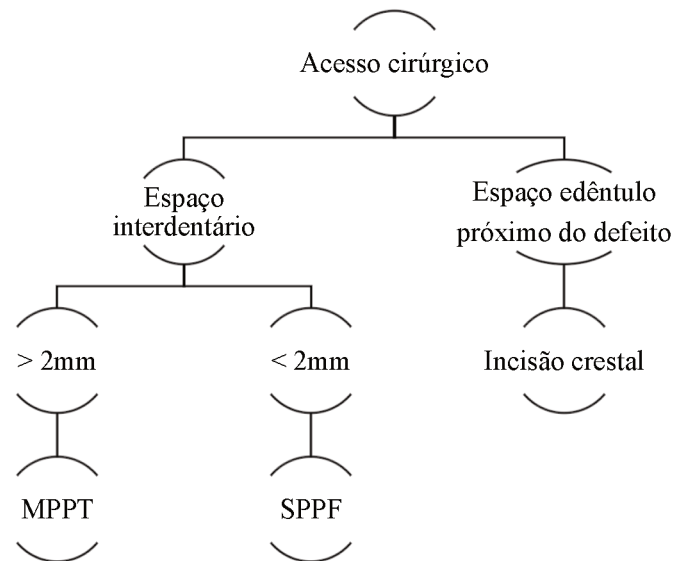 Acesso cirúrgico
Espaço
interdentário
Espaço edêntulo
próximo do defeito
> 2mm
< 2mm
Incisão crestal
MPPT
SPPF